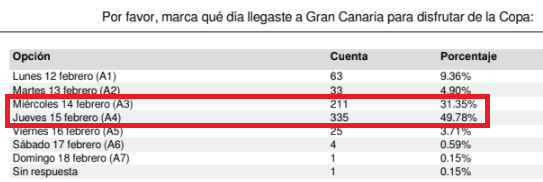 Por favor, marca qué día llegaste a Gran Canaria para disfrutar de la Copa:
Opción Cuenta Porcentaje
Lunes 12 febrero (A1) 63 9.36%
Martes 13 febrero (A2) 33 4.90%
Miércoles 14 febrero (A3) 211 31.35%
Jueves 15 febrero (A4) 335 49.78%
Viernes 16 febrero (A5) 25 3.71%
Sábado 17 febrero (A6) 4 0.59%
Domingo 18 febrero (A7) 1 0.15%
Sin respuesta 1 0.15%